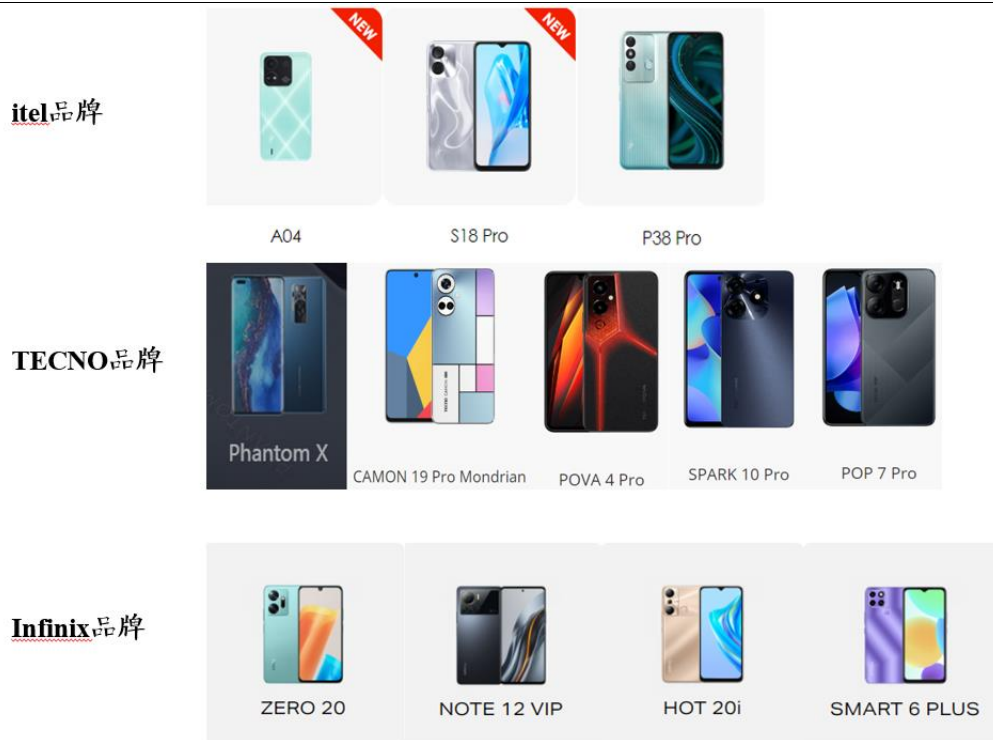 NEW
NEW
itel品牌
A04
S18 Pro
P38 Pro
TECNO品牌
Phantom X
CAMON 19 Pro Mondrian
POVA 4 Pro
SPARK 10 Pro
POP 7 Pro
Infinix品牌
ZERO 20
NOTE 12 VIP
HOT 20i
SMART 6 PLUS